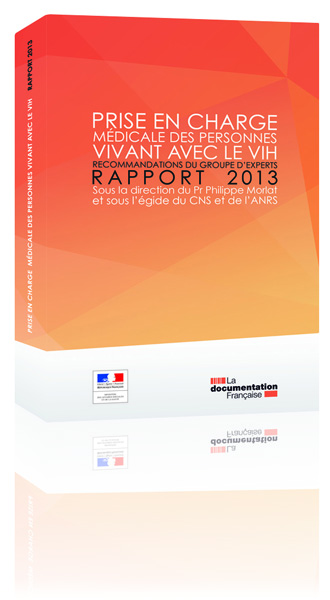 PRISE EN CHARGE
MÉDICALE DES PERSONNES
VIVANT AVEC LE VIH
RECOMMANDATIONS DU GROUPE D'EXPERTS
RAPPORT 2013
Sous la direction du Pr Philippe Morlat
et sous l'égide du CNS et de l'ANRS
PRISE EN CHARGE MÉDICALE DES PERSONNES VIVANT AVEC LE VIH RAPPORT 2013
La
documentation
Française